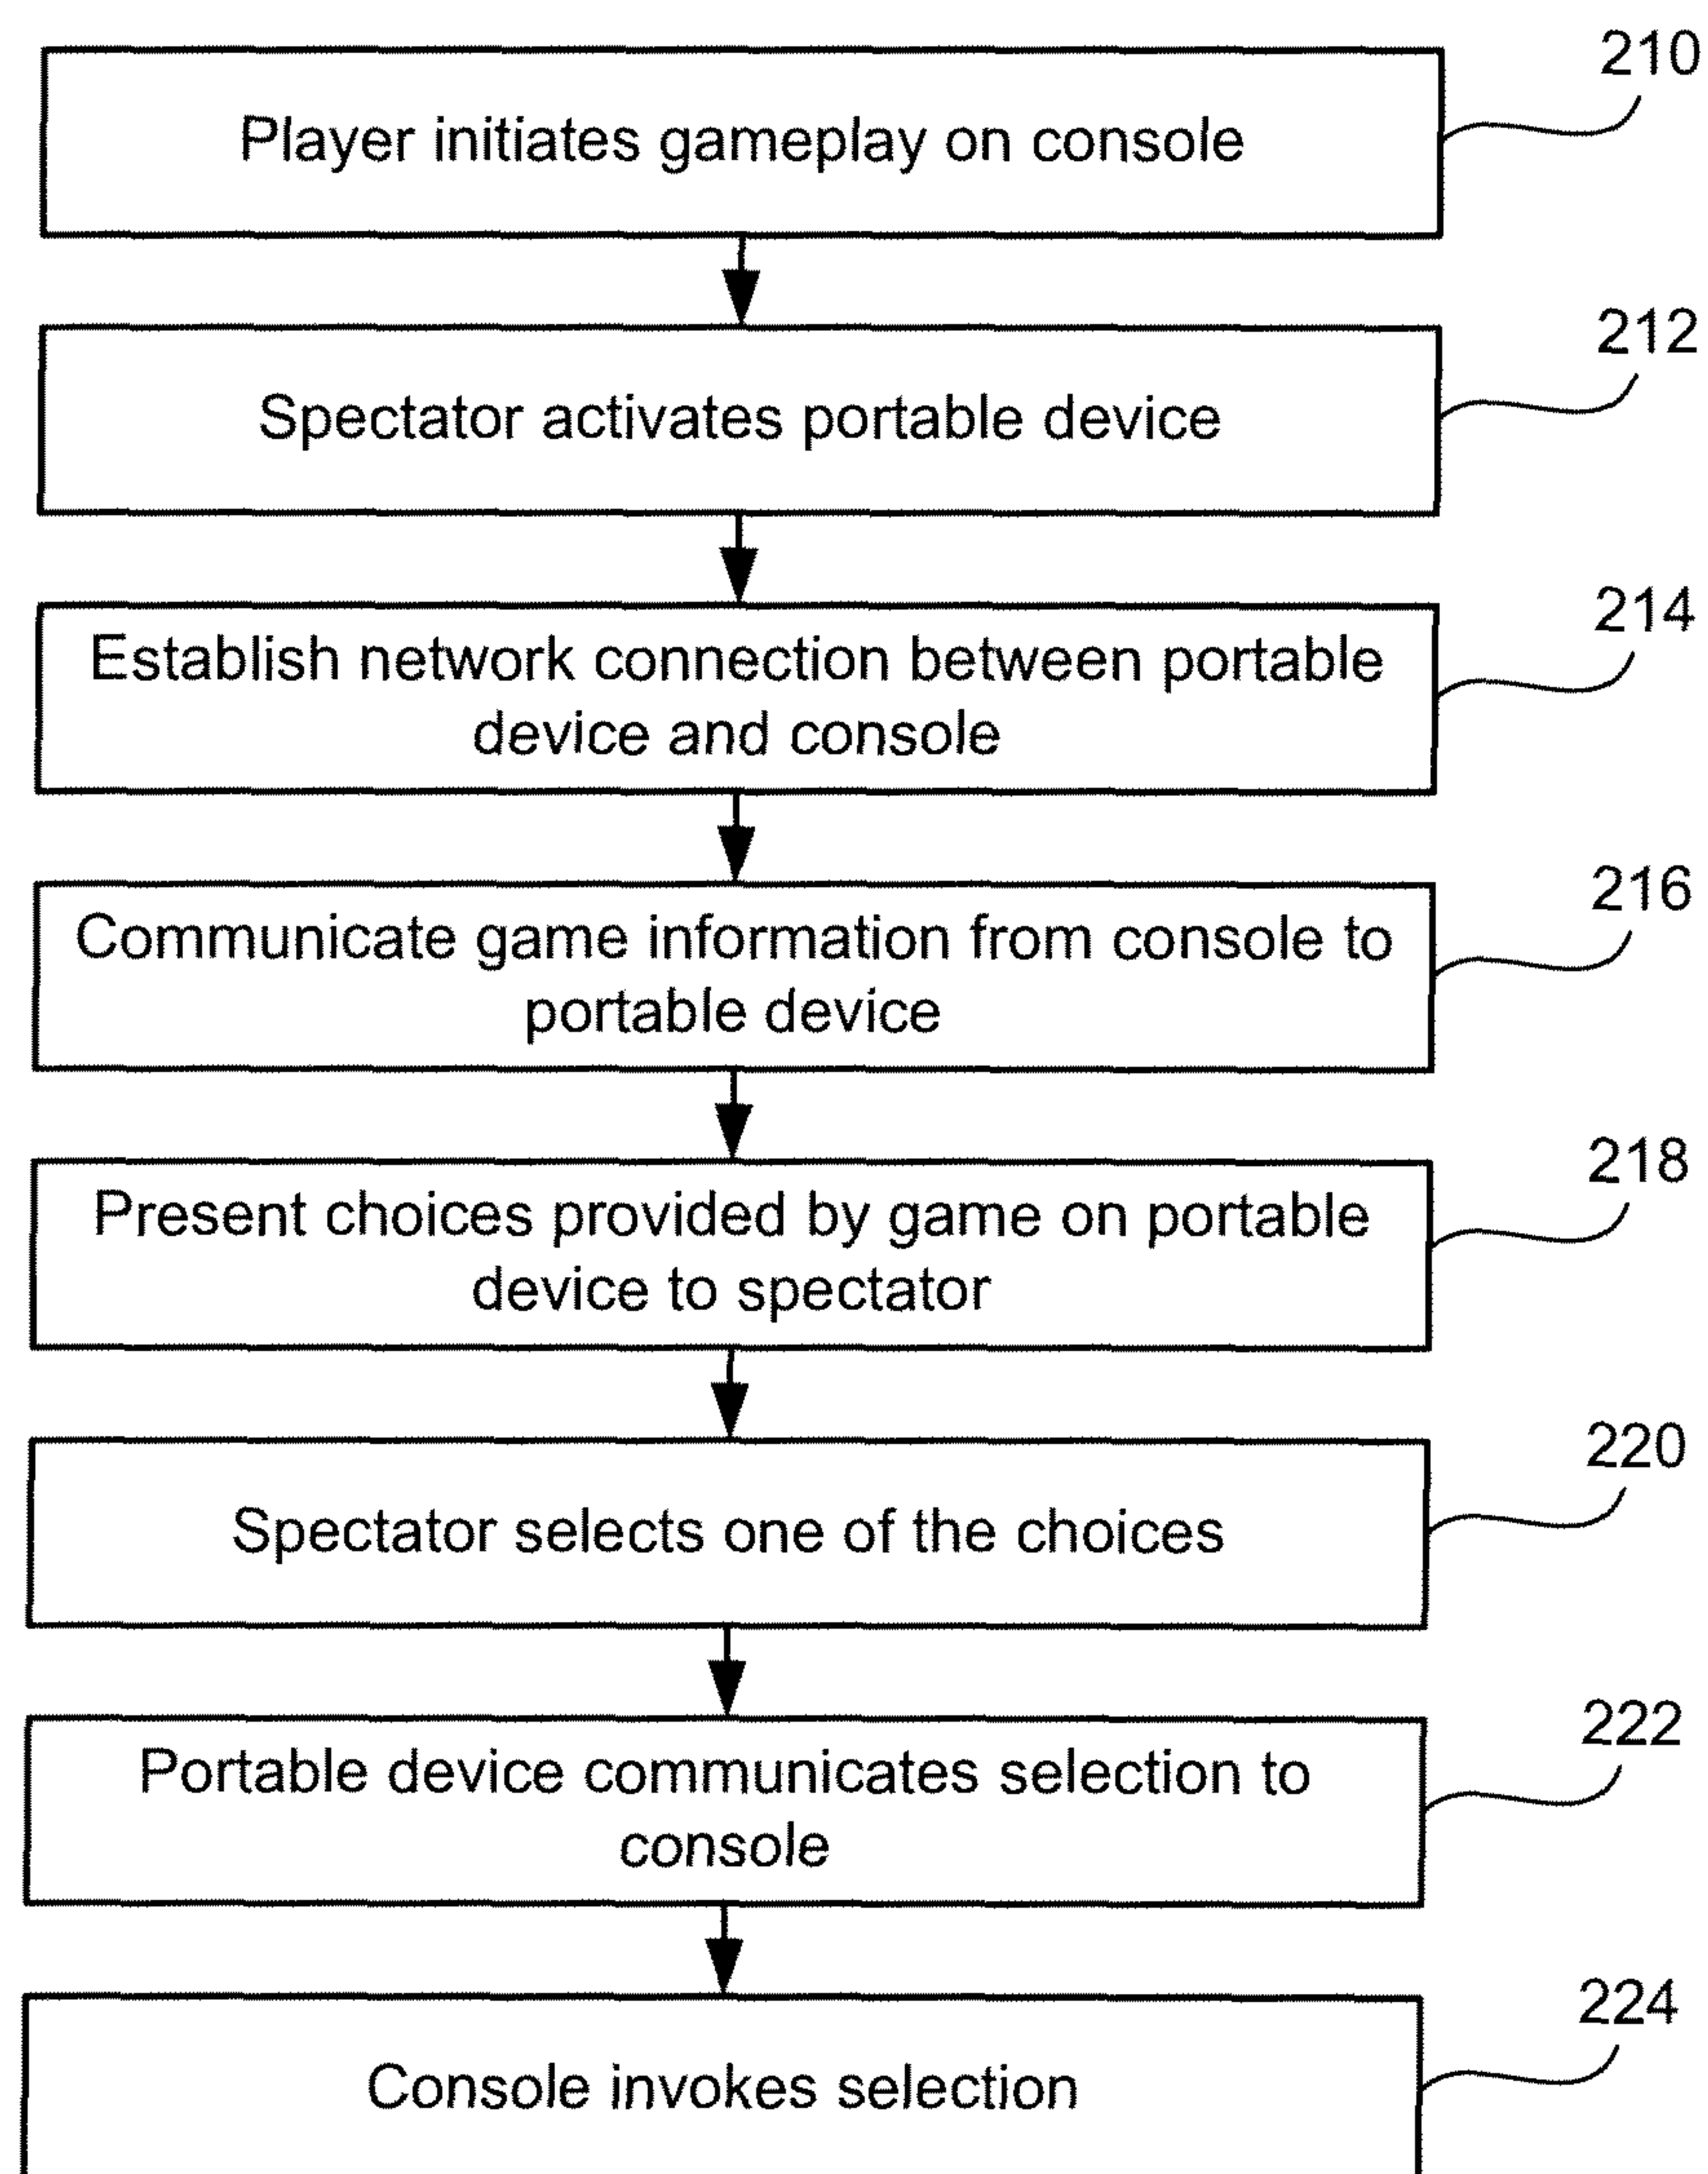 210
Player initiates gameplay on console
212
Spectator activates portable device
214
Establish network connection between portable
device and console
216
Communicate game information from console to
portable device
218
Present choices provided by game on portable
device to spectator
220
Spectator selects one of the choices
222
Portable device communicates selection to
console
224
Console invokes selection